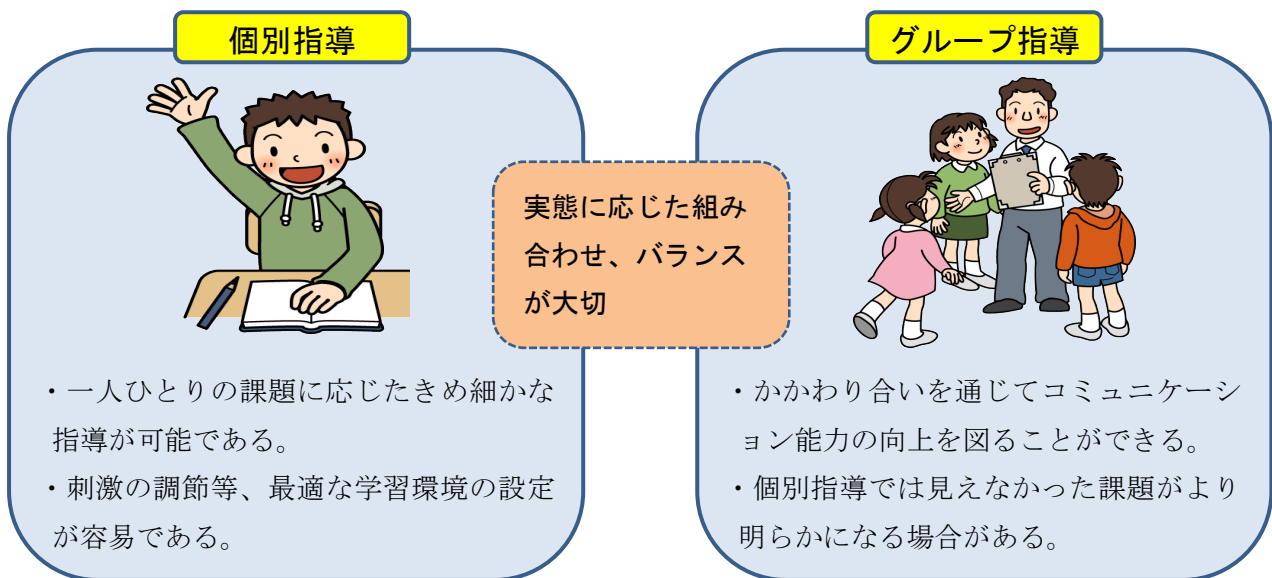 個別指導
・一人ひとりの課題に応じたきめ細かな
指導が可能である。
・刺激の調節等、最適な学習環境の設定
が容易である。
実態に応じた組み
合わせ、バランス
が大切
グループ指導
・かかわり合いを通じてコミュニケーシ
ョン能力の向上を図ることができる。
・個別指導では見えなかった課題がより
明らかになる場合がある。